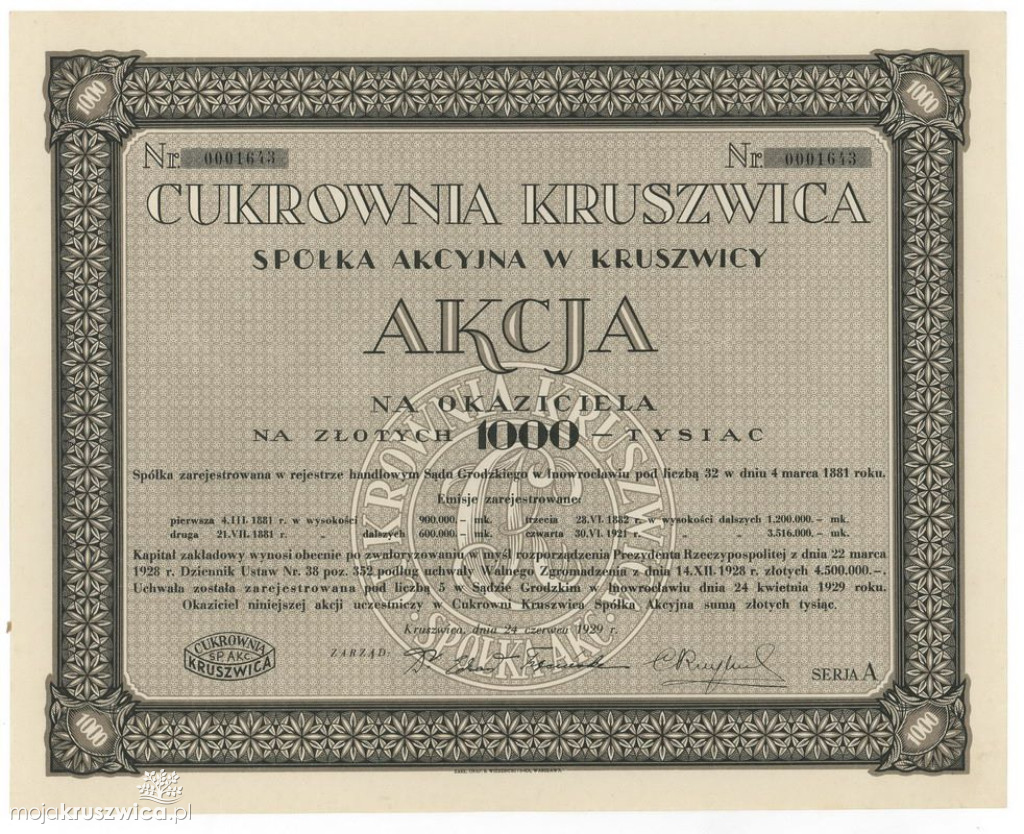 1000
1000
Nr. 0001643
Nr. 0001643
CUKROWNIA KRUSZWICA
SPÓŁKA AKCYJNA W KRUSZWICY
AKCJA
NA OKAZICIELA
NA ZŁOTYCH 1000 – TYSIĄC
Spółka zarejestrowana w rejestrze handlowym Sądu Grodzkiego w Inowrocławiu pod liczbą 32 w dniu 4 marca 1881 roku.
Emisje zarejestrowane:
pierwsza 4.III. 1881 r. w wysokości 900.000.– mk. trzecia 28.VI. 1882 r. w wysokości dalszych 1.200.000.– mk.
druga 21.VII. 1881 r. „ dalszych 600.000.– mk. czwarta 30.VI. 1921 r. „ „ 3.516.000.– mk.
Kapitał zakładowy wynosi obecnie po zwaloryzowaniu w myśl rozporządzenia Prezydenta Rzeczypospolitej z dnia 22 marca
1928 r. Dziennik Ustaw Nr. 38 poz. 352 podług uchwały Walnego Zgromadzenia z dnia 14.XII. 1928 r. złotych 4.500.000.–.
Uchwała została zarejestrowana pod liczbą 5 w Sądzie Grodzkim w Inowrocławiu dnia 24 kwietnia 1929 roku.
Okaziciel niniejszej akcji uczestniczy w Cukrowni Kruszwica Spółka Akcyjna sumą złotych tysiąc.
Kruszwica, dnia 24 czerwca 1929 r.
CUKROWNIA KRUSZWICA
SPÓŁKA AKC.
ZARZĄD:
CUKROWNIA
SP. AKC.
KRUSZWICA
SERJA A
1000
1000
mojakruszwica.pl